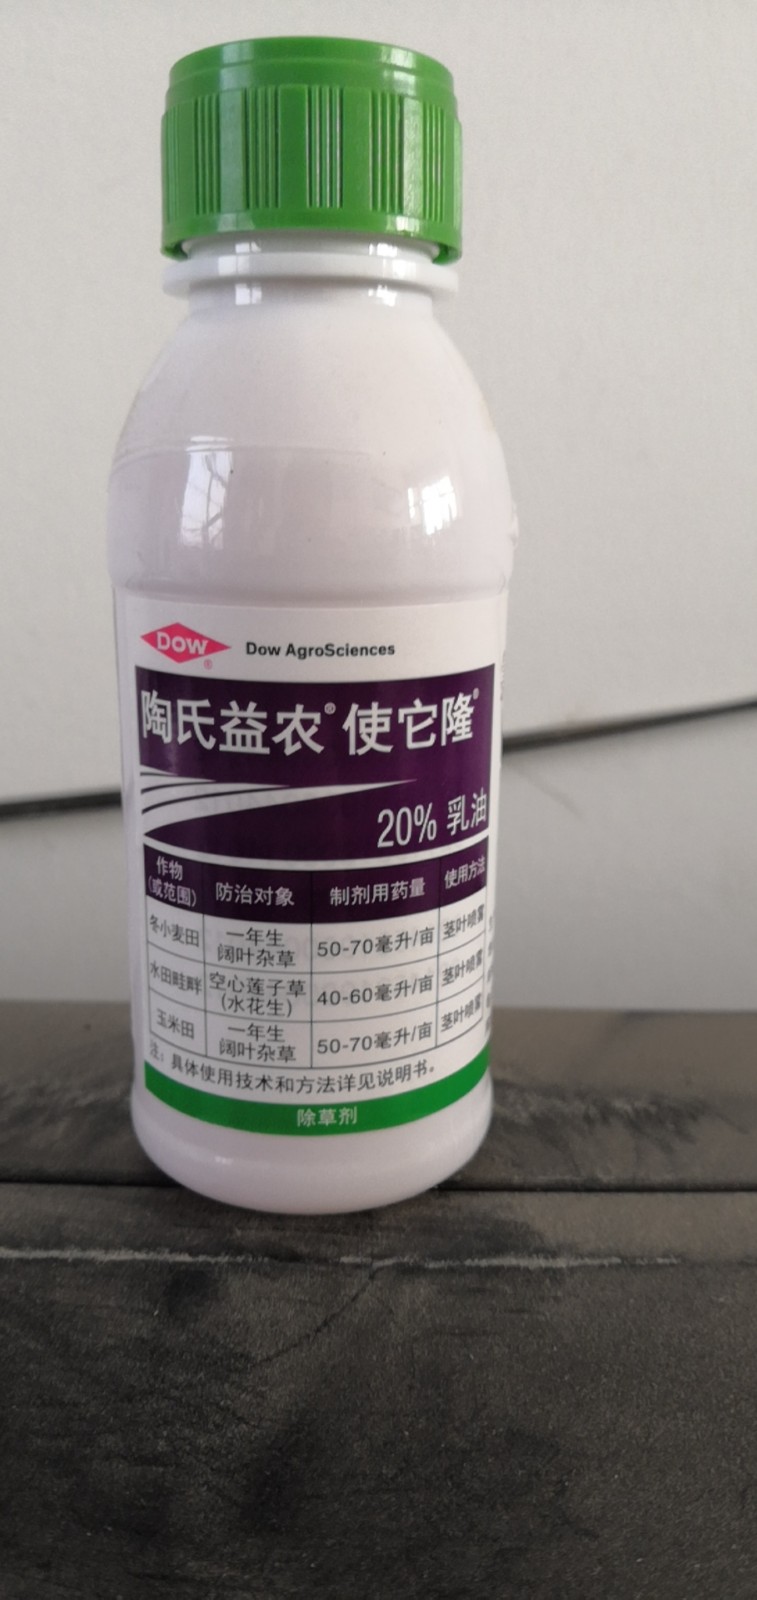 DOW®
Dow AgroSciences
陶氏益农® 使它隆®
20% 乳油
作物
(或范围)
防治对象
制剂用药量
使用方法
冬小麦田
一年生
阔叶杂草
50-70毫升/亩
茎叶喷雾
水田畦畔
空心莲子草
(水花生)
40-60毫升/亩
茎叶喷雾
玉米田
一年生
阔叶杂草
50-70毫升/亩
茎叶喷雾
注：具体使用技术和方法详见说明书。
除草剂